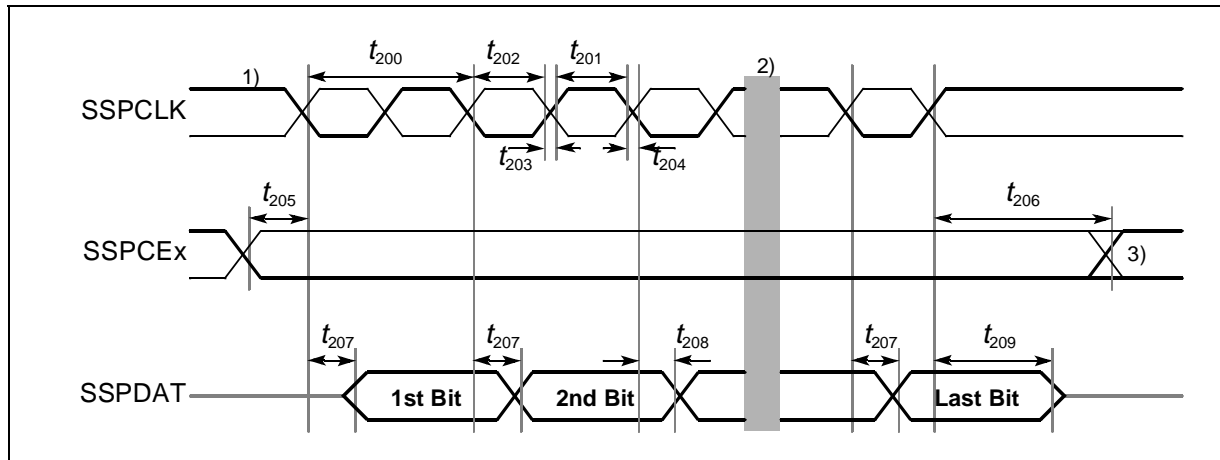 t200 t202 t201
1) 2)
SSPCLK
t203 t204
t205 t206
SSPCEx 3)
t207 t207 t208 t207 t209
SSPDAT 1st Bit 2nd Bit Last Bit